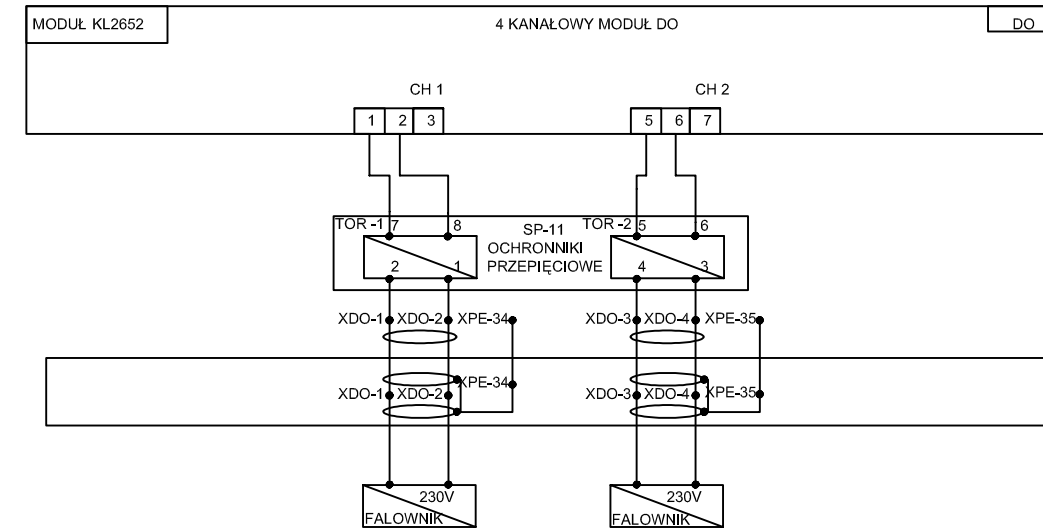 MODUŁ KL2652 4 KANAŁOWY MODUŁ DO DO
CH 1 CH 2
1 2 3 5 6 7
TOR -1 7 8 SP-11 TOR -2 5 6
OCHRONNIKI
2 1 PRZEPIĘCIOWE 4 3
XDO-1 XDO-2 XPE-34 XDO-3 XDO-4 XPE-35
XDO-1 XDO-2 XPE-34 XDO-3 XDO-4 XPE-35
230V 230V
FALOWNIK FALOWNIK